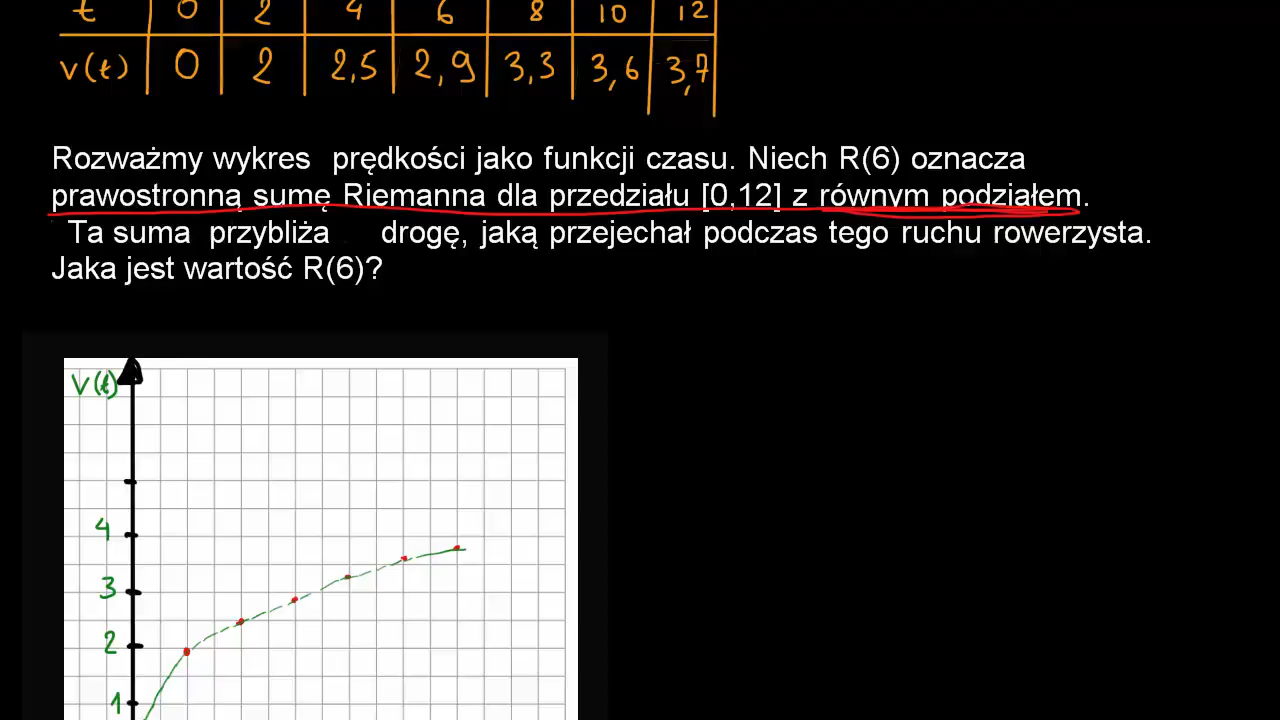 t 0 2 4 6 8 10 12
v(t) 0 2 2,5 2,9 3,3 3,6 3,7
Rozważmy wykres prędkości jako funkcji czasu. Niech R(6) oznacza
prawostronną sumę Riemanna dla przedziału [0,12] z równym podziałem.
Ta suma przybliża drogę, jaką przejechał podczas tego ruchu rowerzysta.
Jaka jest wartość R(6)?
V(t)
4
3
2
1